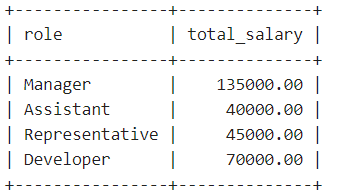 +----------------+--------------+
| role           | total_salary |
+----------------+--------------+
| Manager        |    135000.00 |
| Assistant      |     40000.00 |
| Representative |     45000.00 |
| Developer      |     70000.00 |
+----------------+--------------+